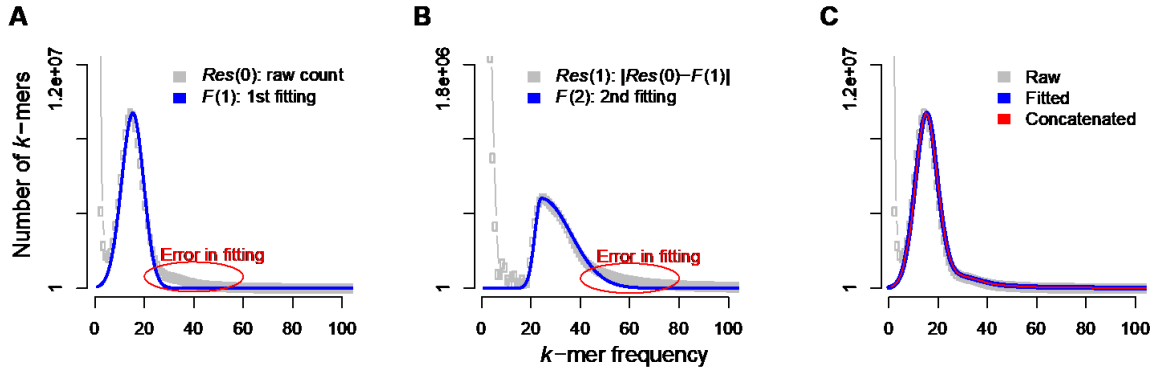 A
B
C
Number of k−mers
1.2e+07
1
Res(0): raw count
F(1): 1st fitting
Error in fitting
0 20 40 60 80 100
1.8e+06
1
Res(1): |Res(0)−F(1)|
F(2): 2nd fitting
Error in fitting
0 20 40 60 80 100
k−mer frequency
1.2e+07
1
Raw
Fitted
Concatenated
0 20 40 60 80 100